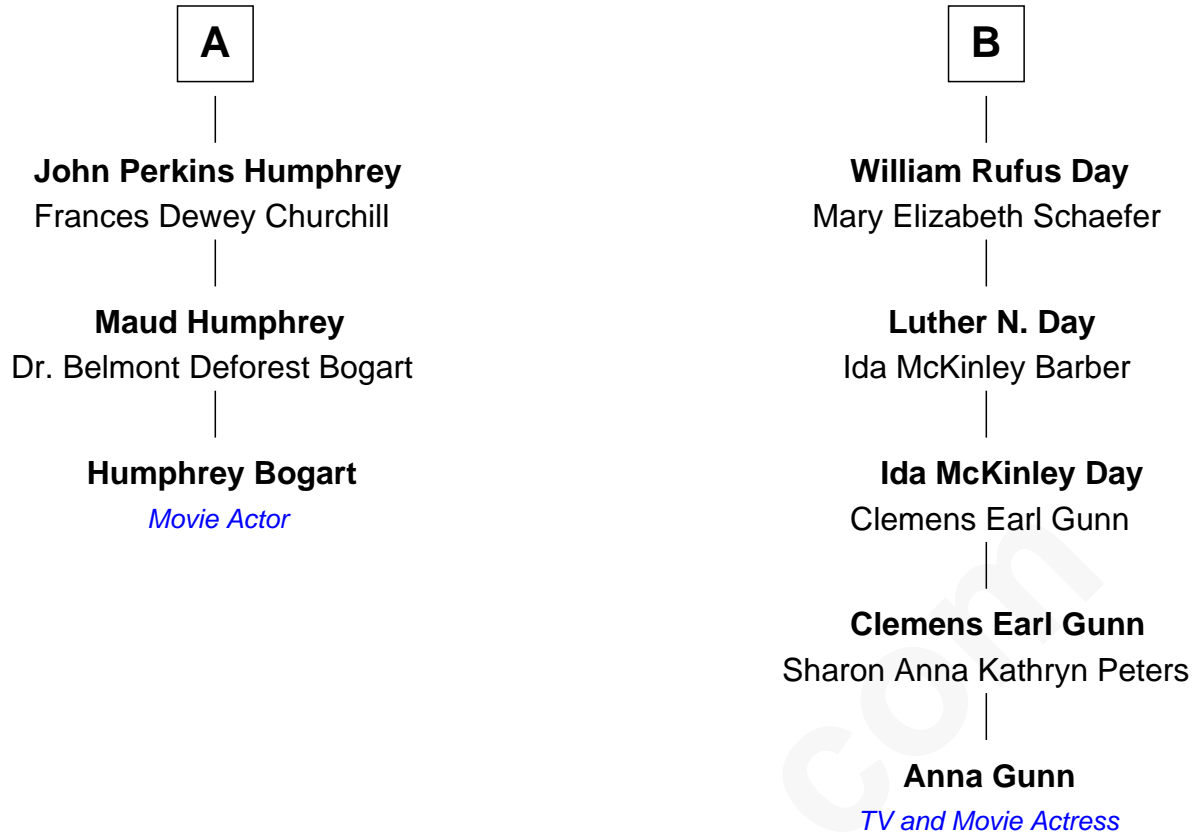 A
John Perkins Humphrey
Frances Dewey Churchill
Maud Humphrey
Dr. Belmont Deforest Bogart
Humphrey Bogart
Movie Actor
B
William Rufus Day
Mary Elizabeth Schaefer
Luther N. Day
Ida McKinley Barber
Ida McKinley Day
Clemens Earl Gunn
Clemens Earl Gunn
Sharon Anna Kathryn Peters
Anna Gunn
TV and Movie Actress
com